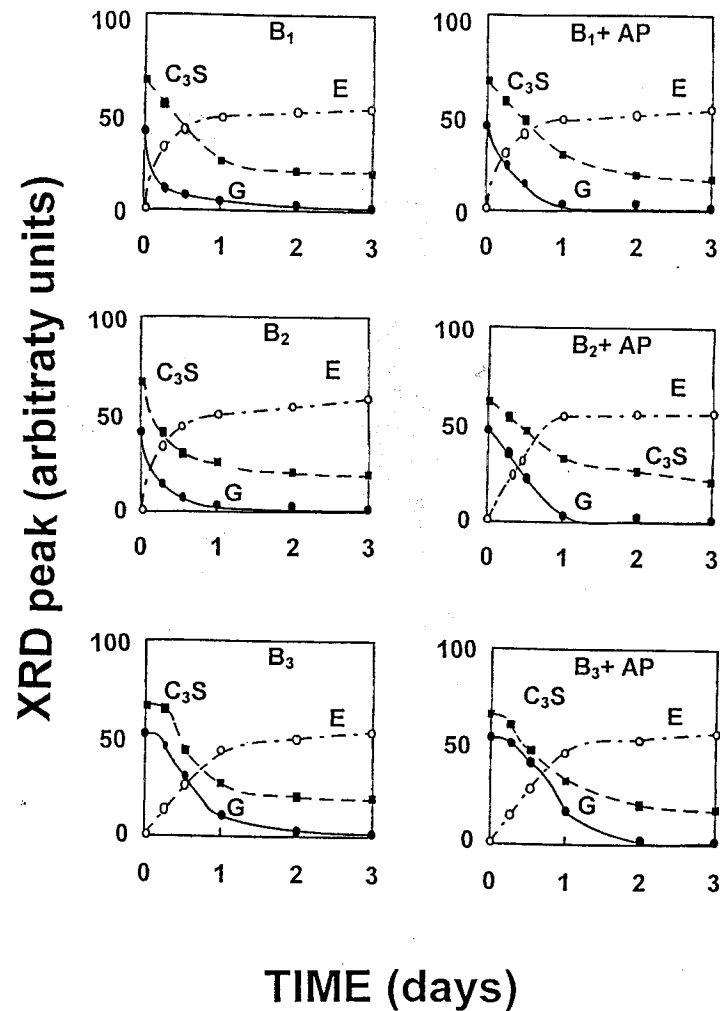 100
50
0
B1
C3S
E
G
0 1 2 3
100
50
0
B1+ AP
C3S
E
G
0 1 2 3
100
50
0
B2
C3S
E
G
0 1 2 3
100
50
0
B2+ AP
E
C3S
G
0 1 2 3
100
50
0
B3
C3S
E
G
0 1 2 3
100
50
0
B3+ AP
C3S
E
G
0 1 2 3
XRD peak (arbitraty units)
TIME (days)